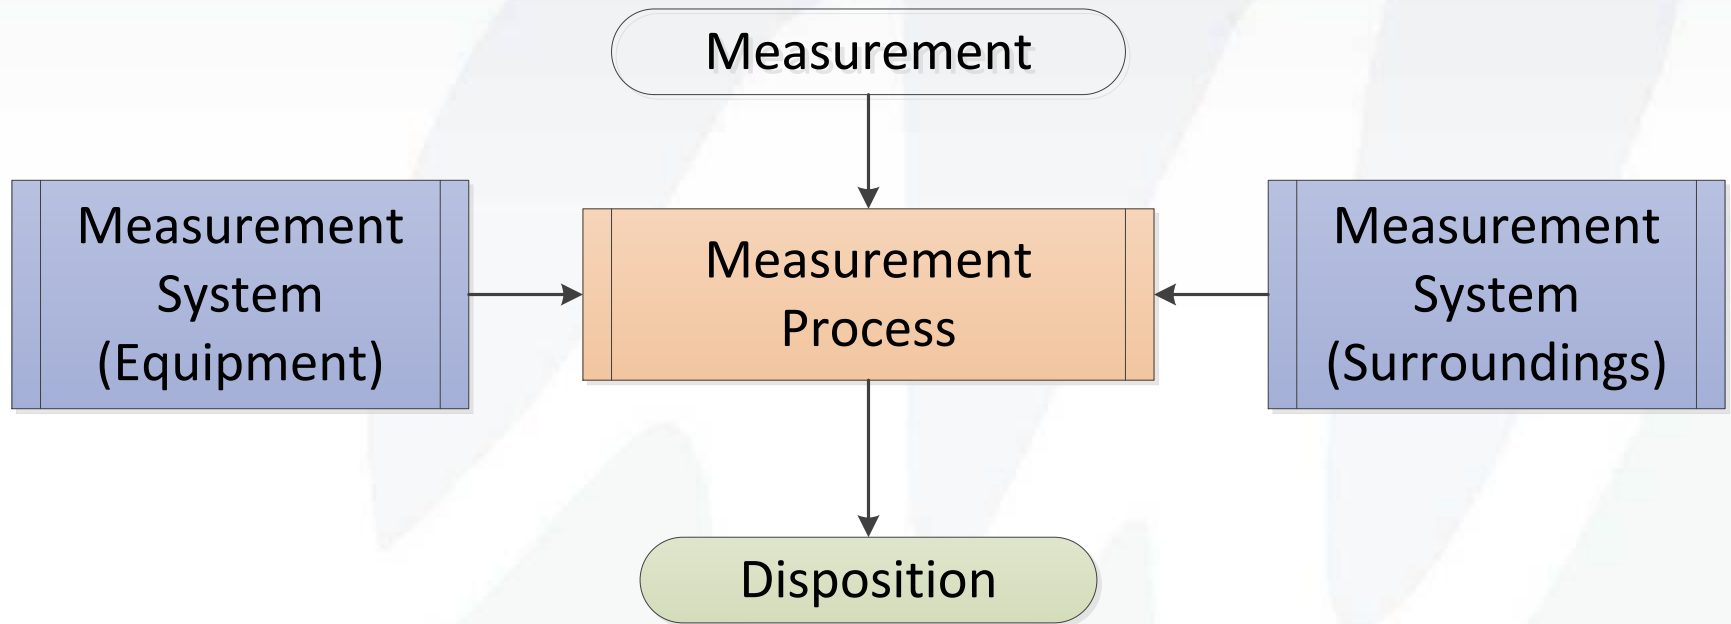 Measurement
Measurement
System
(Equipment)
Measurement
Process
Measurement
System
(Surroundings)
Disposition